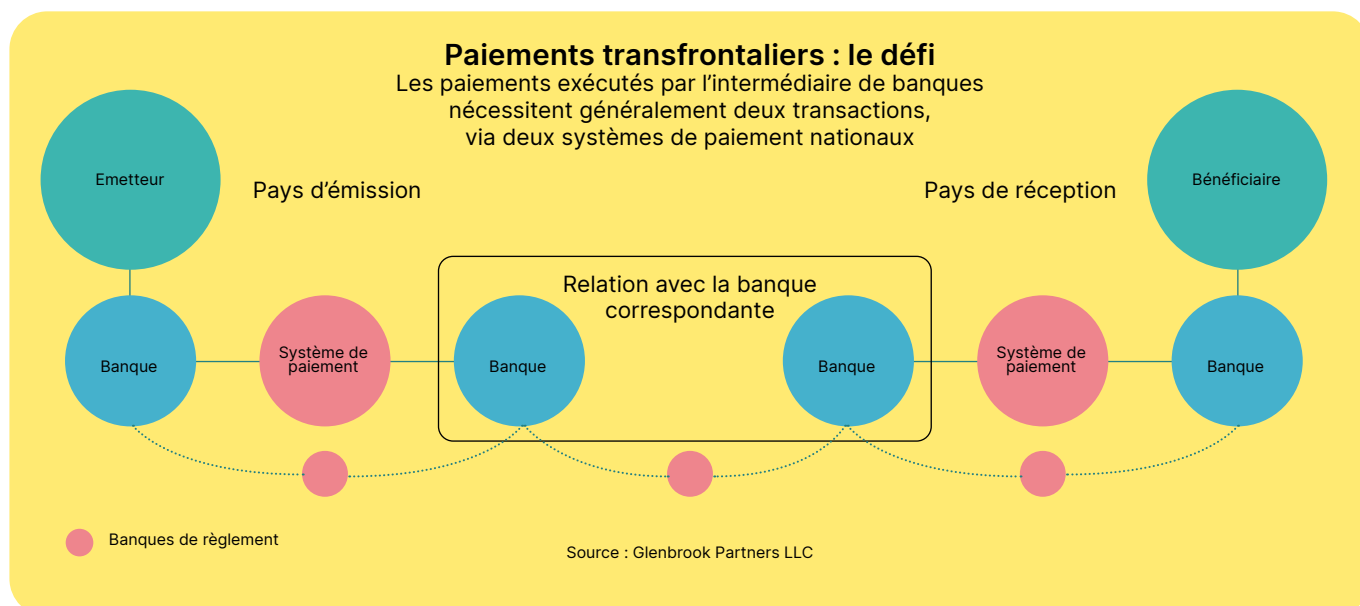 Paiements transfrontaliers : le défi
Les paiements exécutés par l’intermédiaire de banques
nécessitent généralement deux transactions,
via deux systèmes de paiement nationaux
Emetteur
Pays d’émission
Pays de réception
Bénéficiaire
Relation avec la banque
correspondante
Banque
Système de
paiement
Banque
Banque
Système de
paiement
Banque
Banques de règlement
Source : Glenbrook Partners LLC